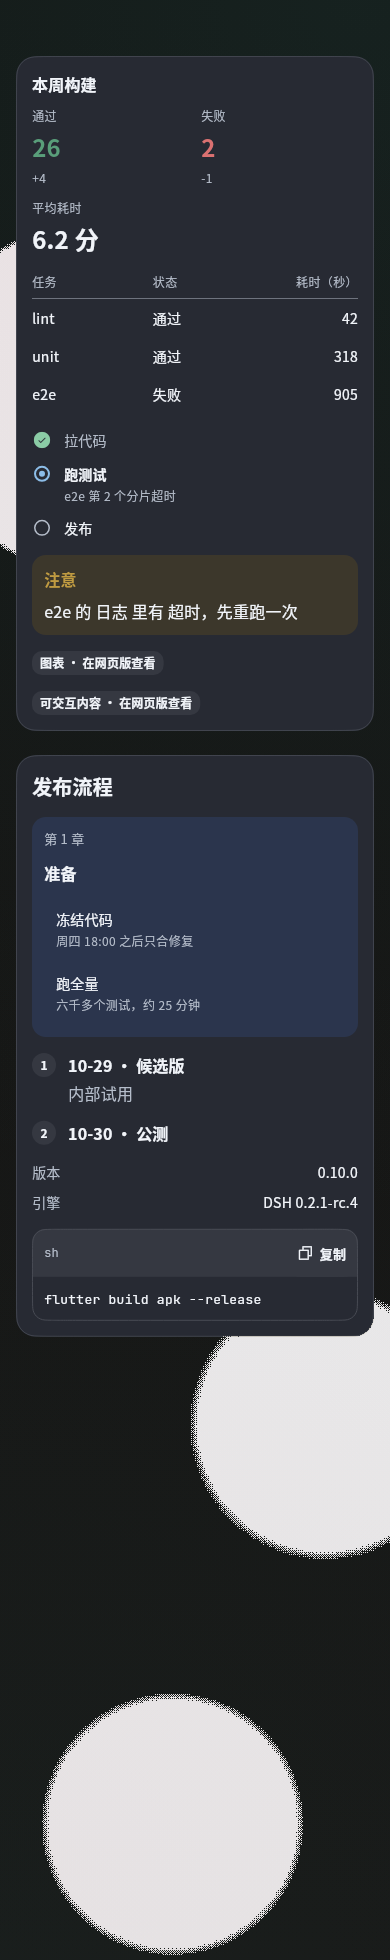 本周构建
通过 失败
26 2
+4 -1
平均耗时
6.2 分
任务 状态 耗时（秒）
lint 通过 42
unit 通过 318
e2e 失败 905
拉代码
跑测试
e2e 第 2 个分片超时
发布
注意
e2e 的 日志 里有 超时，先重跑一次
图表 · 在网页版查看
可交互内容 · 在网页版查看
发布流程
第 1 章
准备
冻结代码
周四 18:00 之后只合修复
跑全量
六千多个测试，约 25 分钟
1 10-29 · 候选版
内部试用
2 10-30 · 公测
版本 0.10.0
引擎 DSH 0.2.1-rc.4
sh 复制
flutter build apk --release